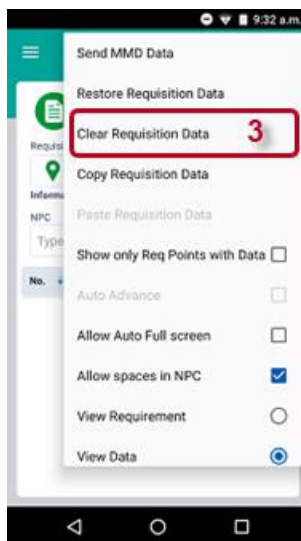 9:32 a.m.
Send MMD Data
Restore Requisition Data
Clear Requisition Data 3
Copy Requisition Data
Paste Requisition Data
Show only Req Points with Data
Auto Advance
Allow Auto Full screen
Allow spaces in NPC
View Requirement
View Data
Requisi
Informa
NPC
Type
No.